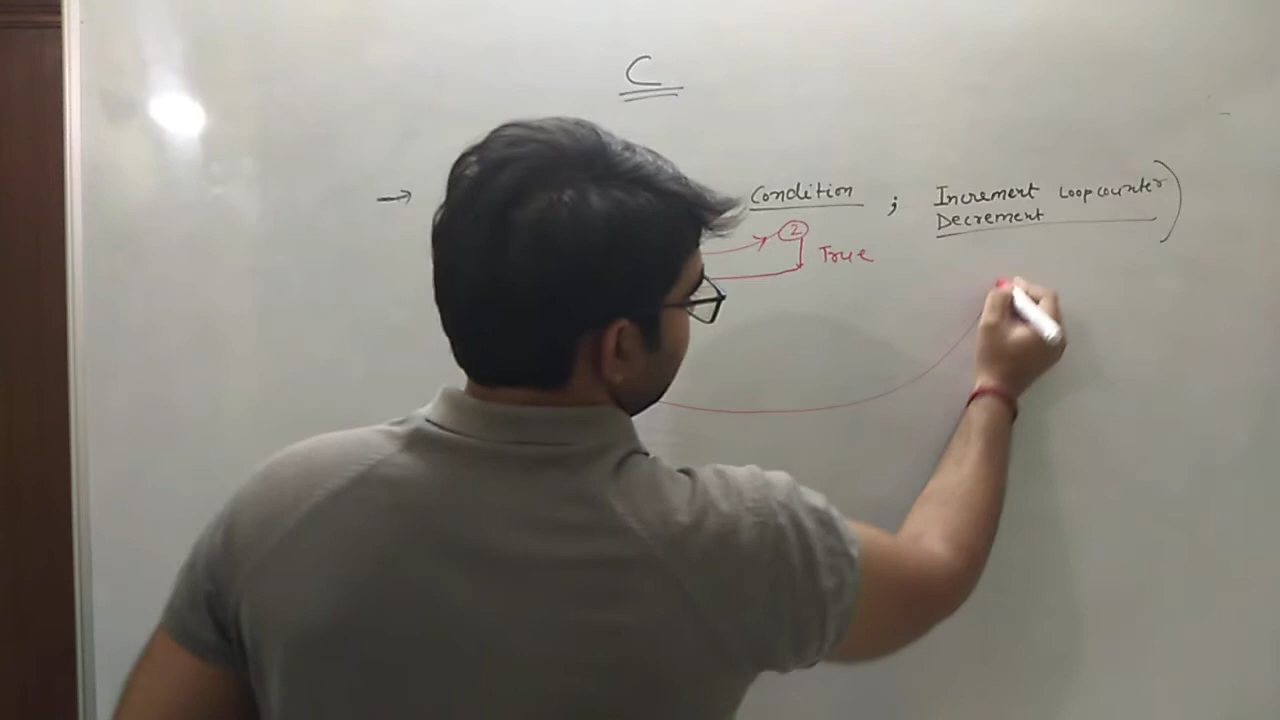 C
→ Condition ; Increment Loopcounter )
Decrement
2
True